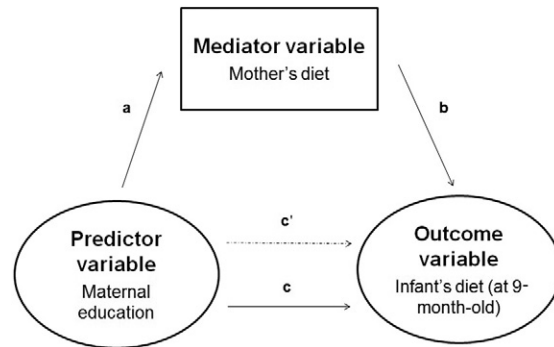 Mediator variable
Mother's diet
a
b
Predictor
variable
Maternal
education
c'
c
Outcome
variable
Infant's diet (at 9-
month-old)